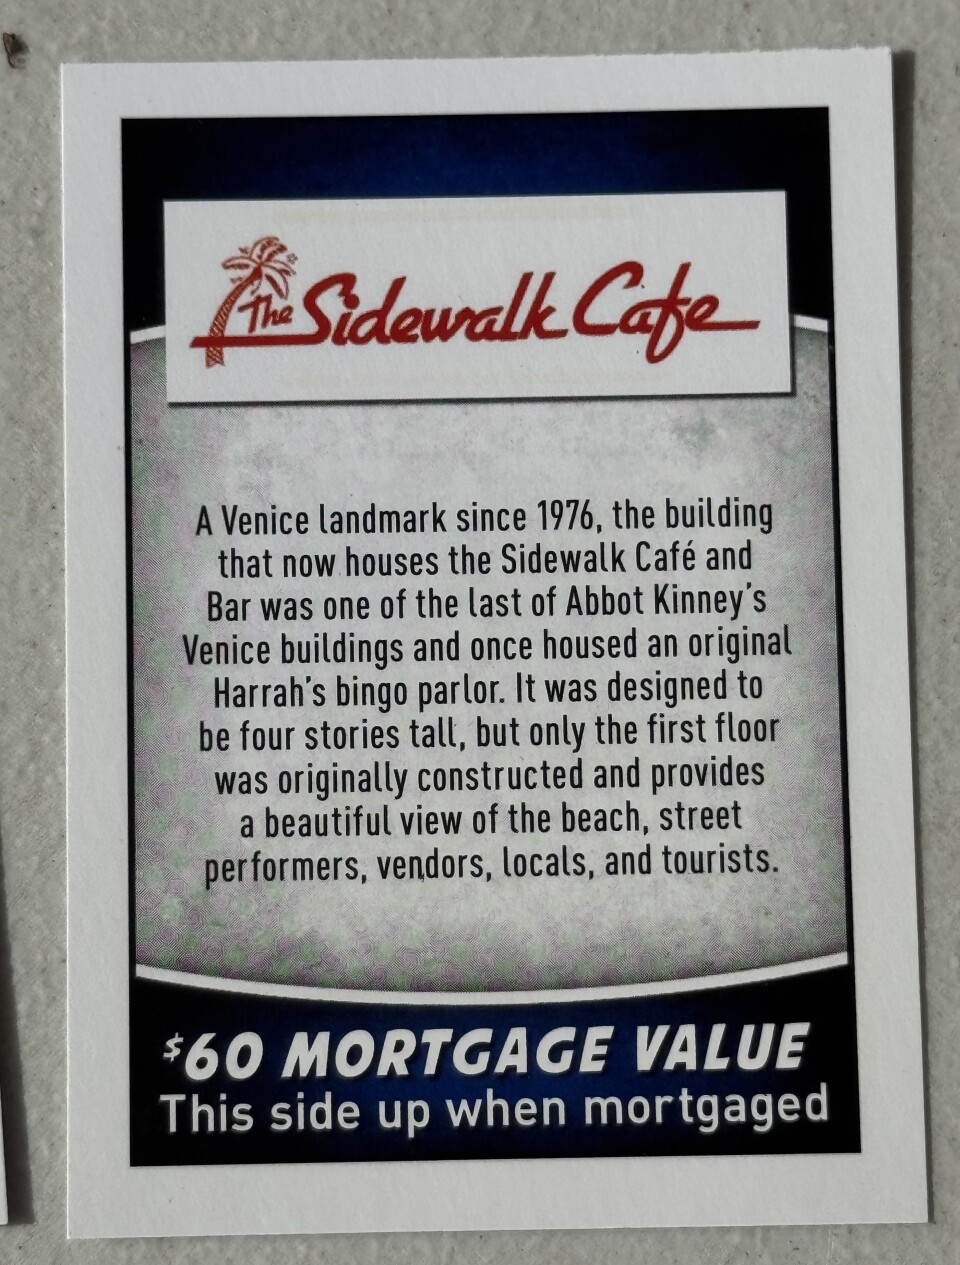 The Sidewalk Cafe
A Venice landmark since 1976, the building
that now houses the Sidewalk Café and
Bar was one of the last of Abbot Kinney's
Venice buildings and once housed an original
Harrah's bingo parlor. It was designed to
be four stories tall, but only the first floor
was originally constructed and provides
a beautiful view of the beach, street
performers, vendors, locals, and tourists.
$60 MORTGAGE VALUE
This side up when mortgaged